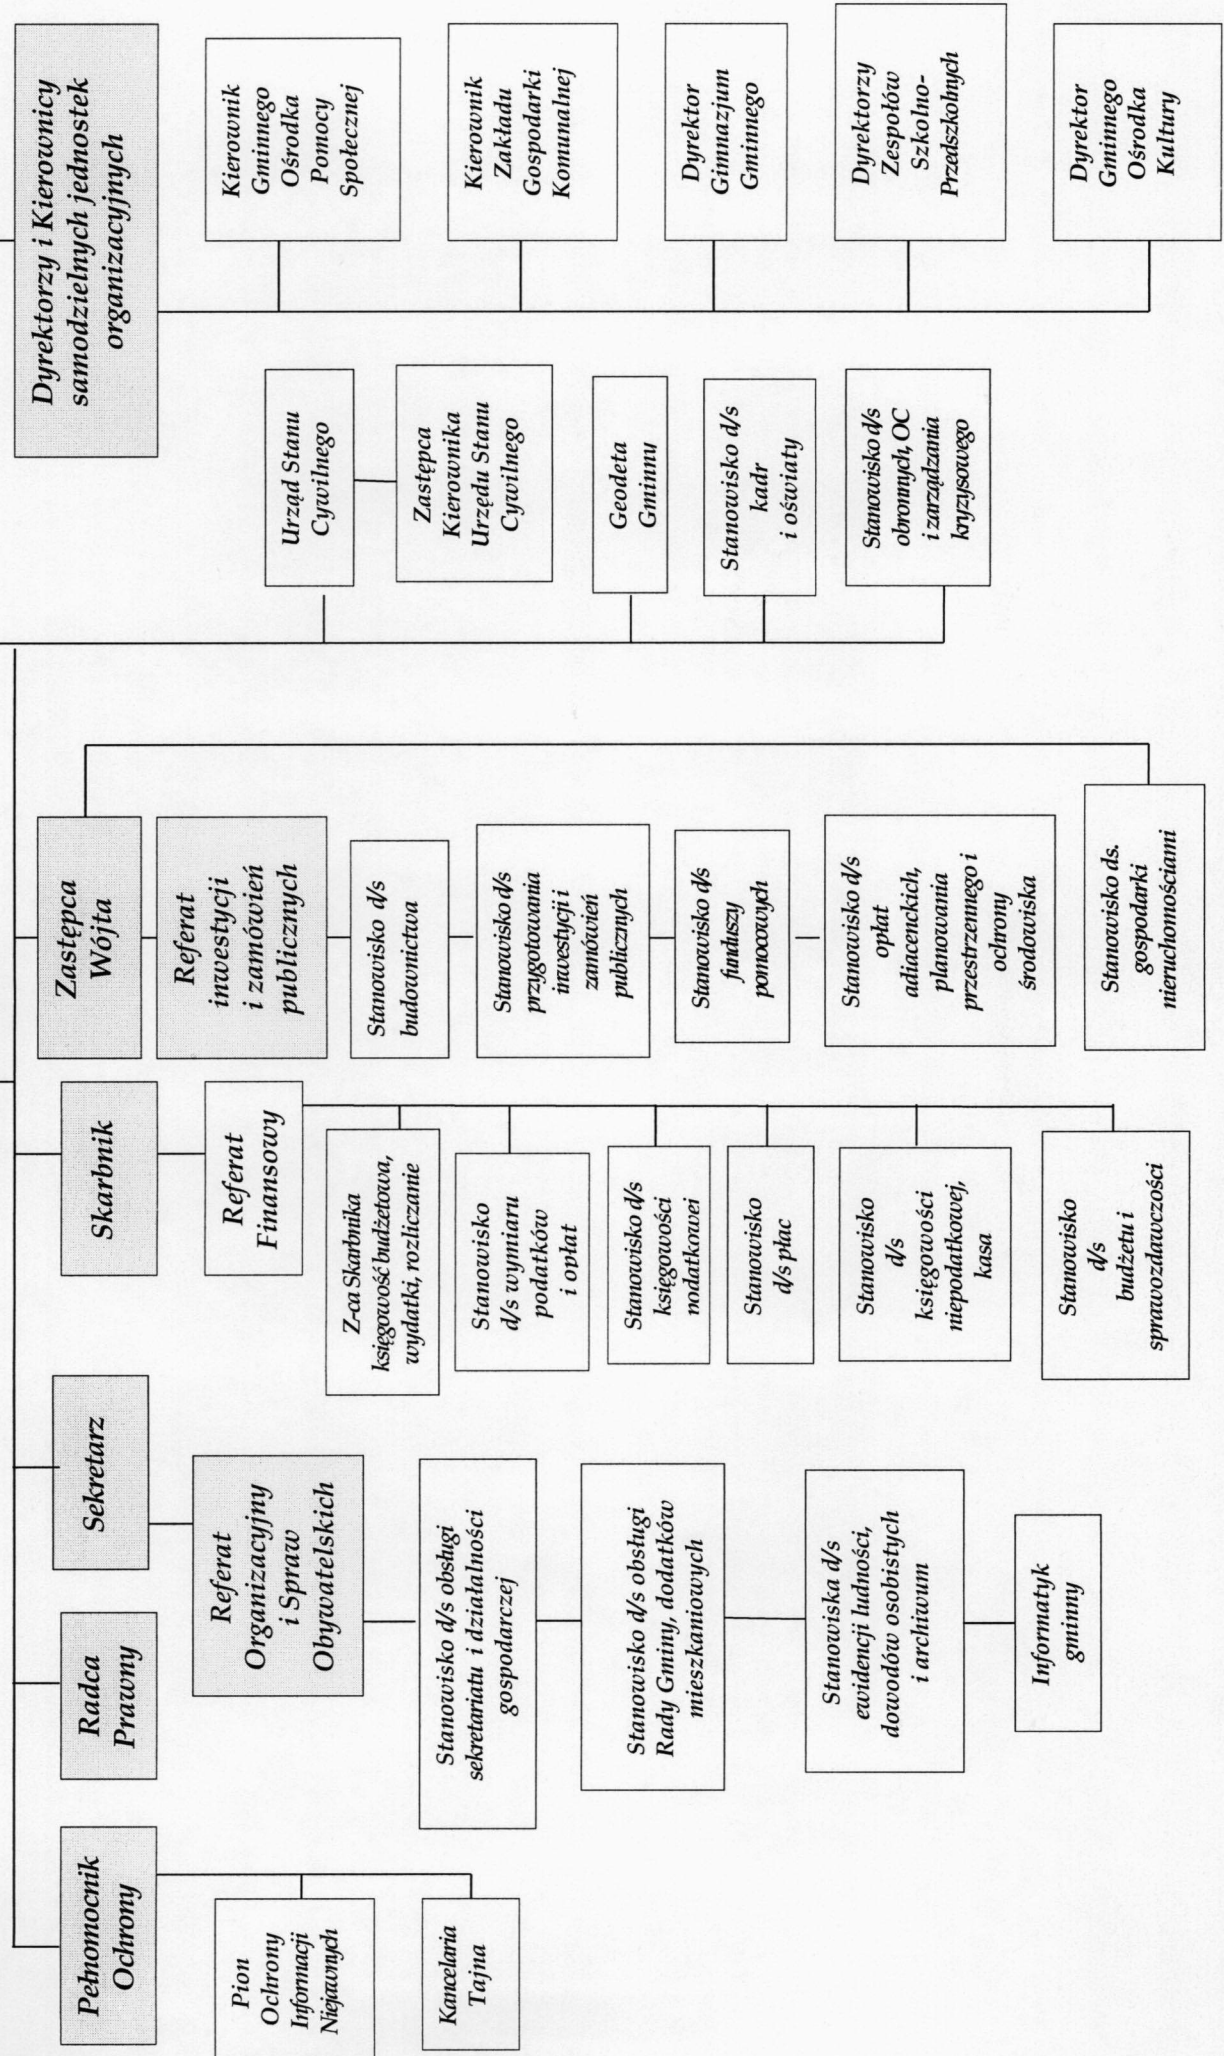 Pełnomocnik
Ochrony
Pion
Ochrony
Informacji
Niejawnych
Kancelaria
Tajna
Radca
Prawny
Sekretarz
Referat
Organizacyjny
i Spraw
Obywatelskich
Stanowisko d/s obsługi
sekretariatu i działalności
gospodarczej
Stanowisko d/s obsługi
Rady Gminy, dodatków
mieszkaniowych
Stanowiska d/s
ewidencji ludności,
dowodów osobistych
i archiwum
Informatyk
gminny
Skarbnik
Referat
Finansowy
Z-ca Skarbnika
księgowość budżetowa,
wydatki, rozliczanie
Stanowisko
d/s wymiaru
podatków
i opłat
Stanowisko d/s
księgowości
nodatkowei
Stanowisko
d/s płac
Stanowisko
d/s
księgowości
niepodatkowej,
kasa
Stanowisko
d/s
budżetu i
sprawozdawczości
Zastępca
Wójta
Referat
inwestycji
i zamówień
publicznych
Stanowisko d/s
budownictwa
Stanowisko d/s
przygotowania
inwestycji i
zamówień
publicznych
Stanowisko d/s
funduszy
pomocowych
Stanowisko d/s
opłat
adiacenckich,
planowania
przestrzennego i
ochrony
środowiska
Stanowisko ds.
gospodarki
nieruchomościami
Urząd Stanu
Cywilnego
Zastępca
Kierownika
Urzędu Stanu
Cywilnego
Geodeta
Gminny
Stanowisko d/s
kadr
i oświaty
Stanowisko d/s
obronnych, OC
i zarządzania
kryzysowego
Dyrektorzy i Kierownicy
samodzielnych jednostek
organizacyjnych
Kierownik
Gminnego
Ośrodka
Pomocy
Społecznej
Kierownik
Zakładu
Gospodarki
Komunalnej
Dyrektor
Gimnazjum
Gminnego
Dyrektorzy
Zespołów
Szkolno-
Przedszkolnych
Dyrektor
Gminnego
Ośrodka
Kultury